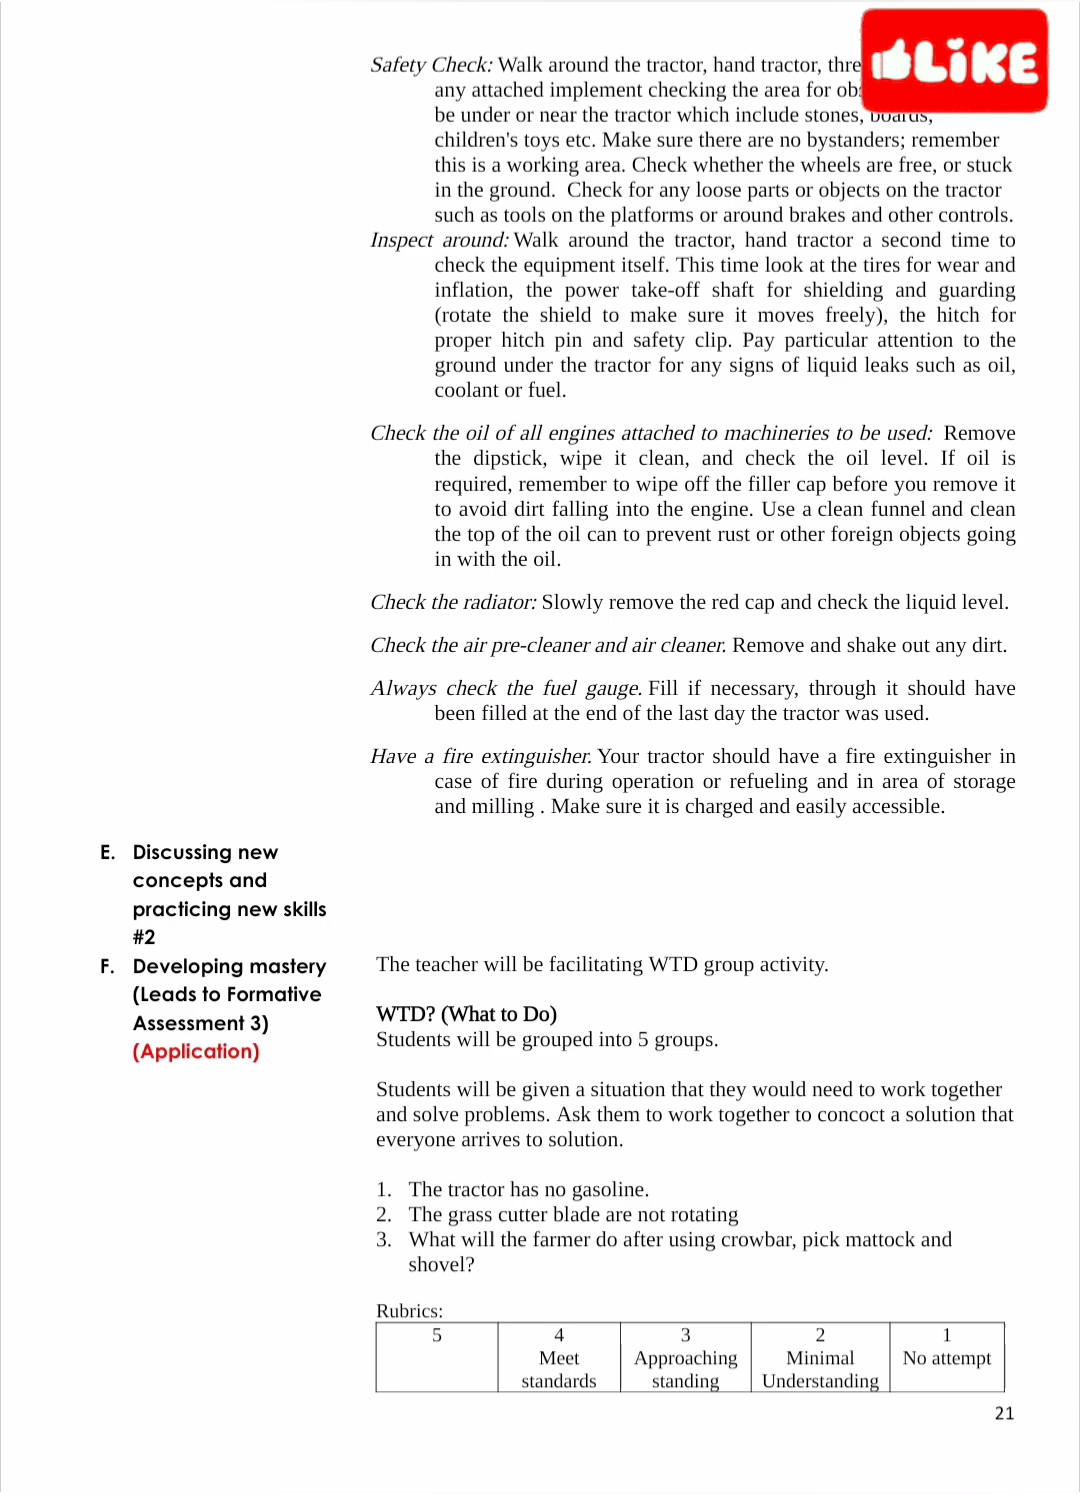 LiKE
Safety Check: Walk around the tractor, hand tractor,
any attached implement checking the area for
be under or near the tractor which include stones, boards,
children's toys etc. Make sure there are no bystanders; remember
this is a working area. Check whether the wheels are free, or stuck
in the ground.  Check for any loose parts or objects on the tractor
such as tools on the platforms or around brakes and other controls.
Inspect around: Walk around the tractor, hand tractor a second time to
check the equipment itself. This time look at the tires for wear and
inflation, the power take-off shaft for shielding and guarding
(rotate the shield to make sure it moves freely), the hitch for
proper hitch pin and safety clip. Pay particular attention to the
ground under the tractor for any signs of liquid leaks such as oil,
coolant or fuel.
Check the oil of all engines attached to machineries to be used: Remove
the dipstick, wipe it clean, and check the oil level. If oil is
required, remember to wipe off the filler cap before you remove it
to avoid dirt falling into the engine. Use a clean funnel and clean
the top of the oil can to prevent rust or other foreign objects going
in with the oil.
Check the radiator: Slowly remove the red cap and check the liquid level.
Check the air pre-cleaner and air cleaner. Remove and shake out any dirt.
Always check the fuel gauge. Fill if necessary, through it should have
been filled at the end of the last day the tractor was used.
Have a fire extinguisher. Your tractor should have a fire extinguisher in
case of fire during operation or refueling and in area of storage
and milling . Make sure it is charged and easily accessible.
E. Discussing new
concepts and
practicing new skills
#2
F. Developing mastery
(Leads to Formative
Assessment 3)
(Application)
The teacher will be facilitating WTD group activity.
WTD? (What to Do)
Students will be grouped into 5 groups.
Students will be given a situation that they would need to work together
and solve problems. Ask them to work together to concoct a solution that
everyone arrives to solution.
1. The tractor has no gasoline.
2. The grass cutter blade are not rotating
3. What will the farmer do after using crowbar, pick mattock and
shovel?
Rubrics:
5 4 3 2 1
Meet Approaching Minimal No attempt
standards standing Understanding
21